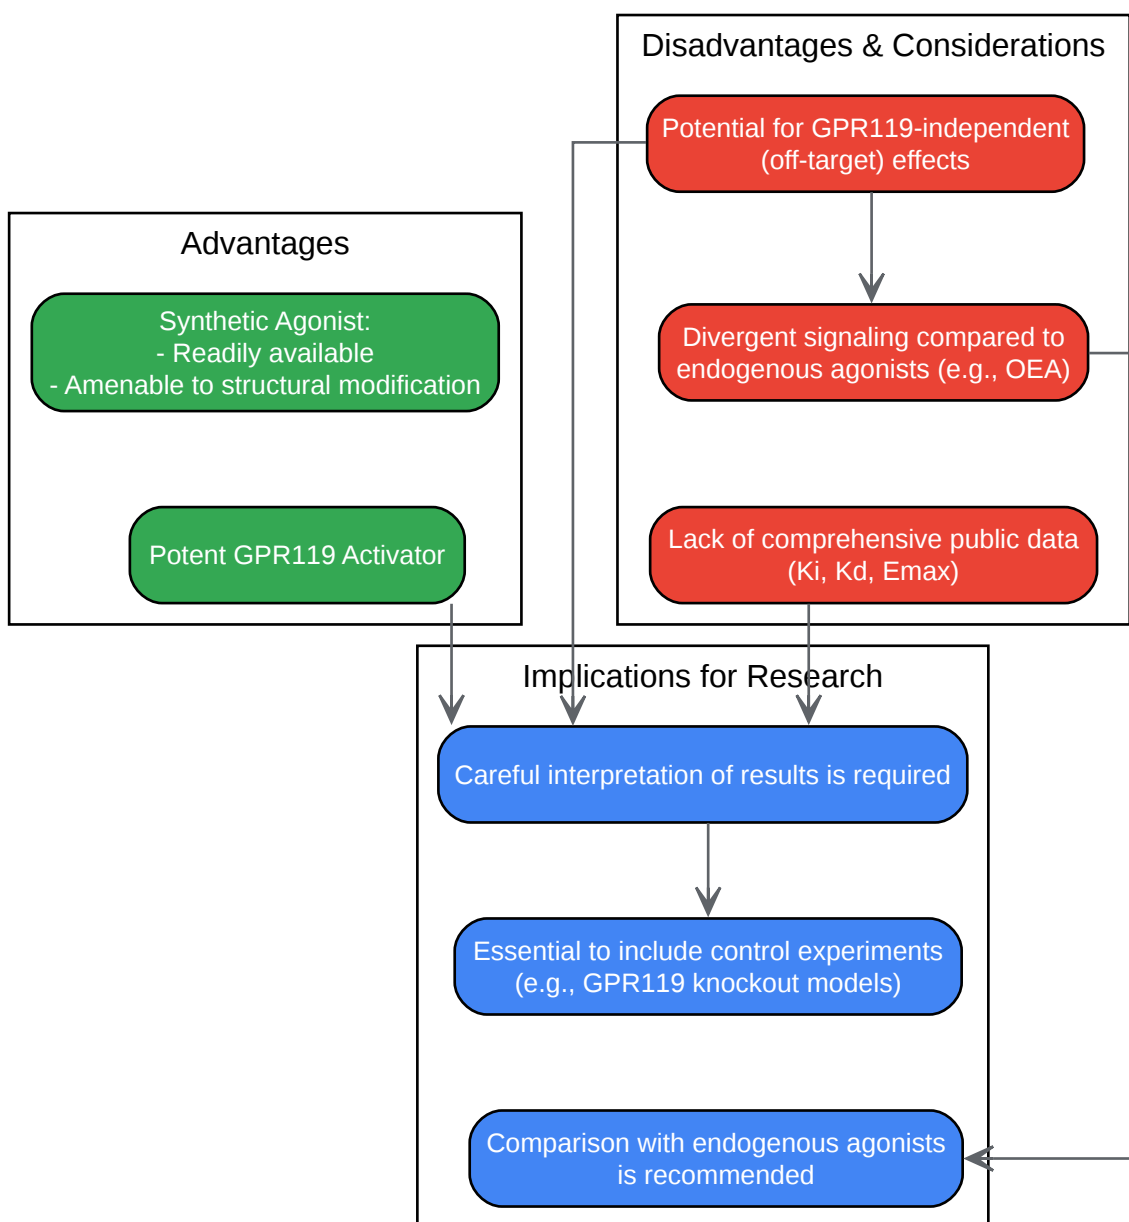 Disadvantages & Considerations
Potential for GPR119-independent
(off-target) effects
Divergent signaling compared to
endogenous agonists (e.g., OEA)
Lack of comprehensive public data
(Ki, Kd, Emax)
Advantages
Synthetic Agonist:
- Readily available
- Amenable to structural modification
Potent GPR119 Activator
Implications for Research
Careful interpretation of results is required
Essential to include control experiments
(e.g., GPR119 knockout models)
Comparison with endogenous agonists
is recommended